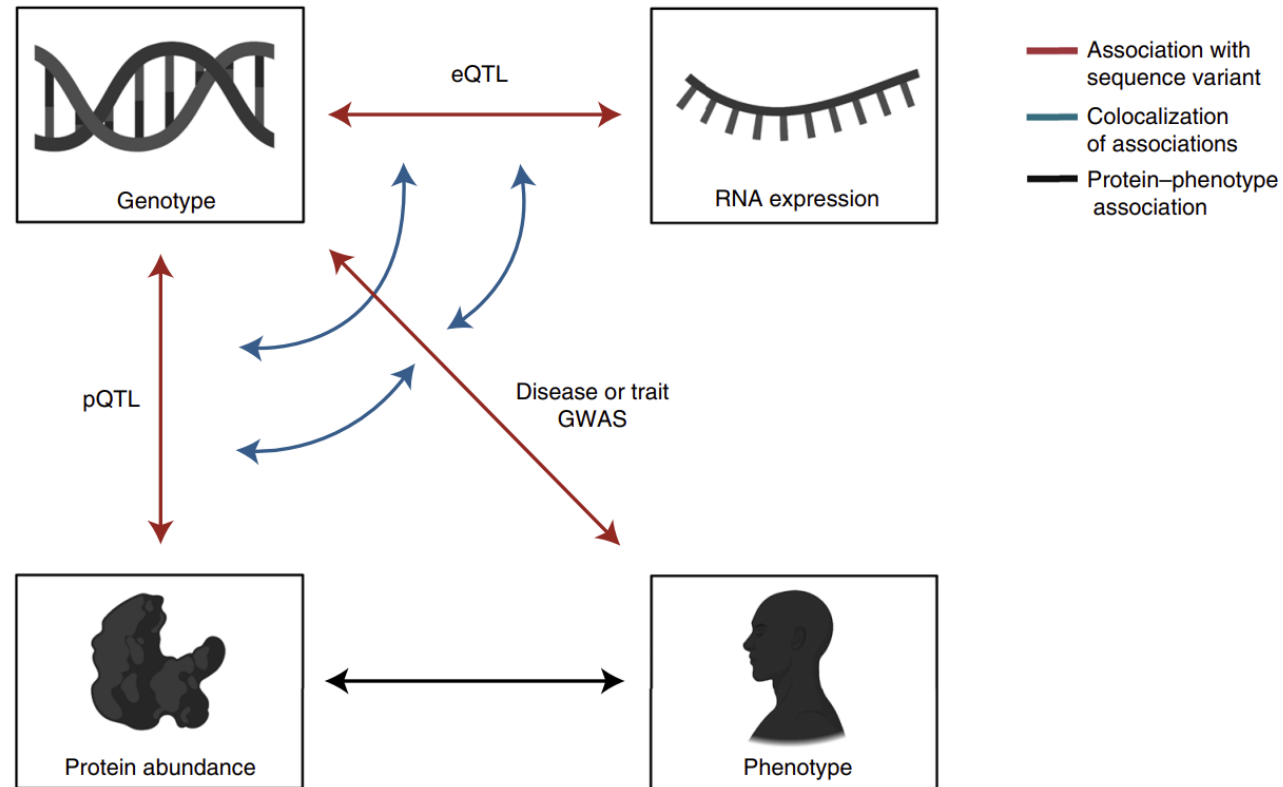 eQTL
Genotype
RNA expression
Association with
sequence variant
Colocalization
of associations
Protein–phenotype
association
pQTL
Disease or trait
GWAS
Protein abundance
Phenotype